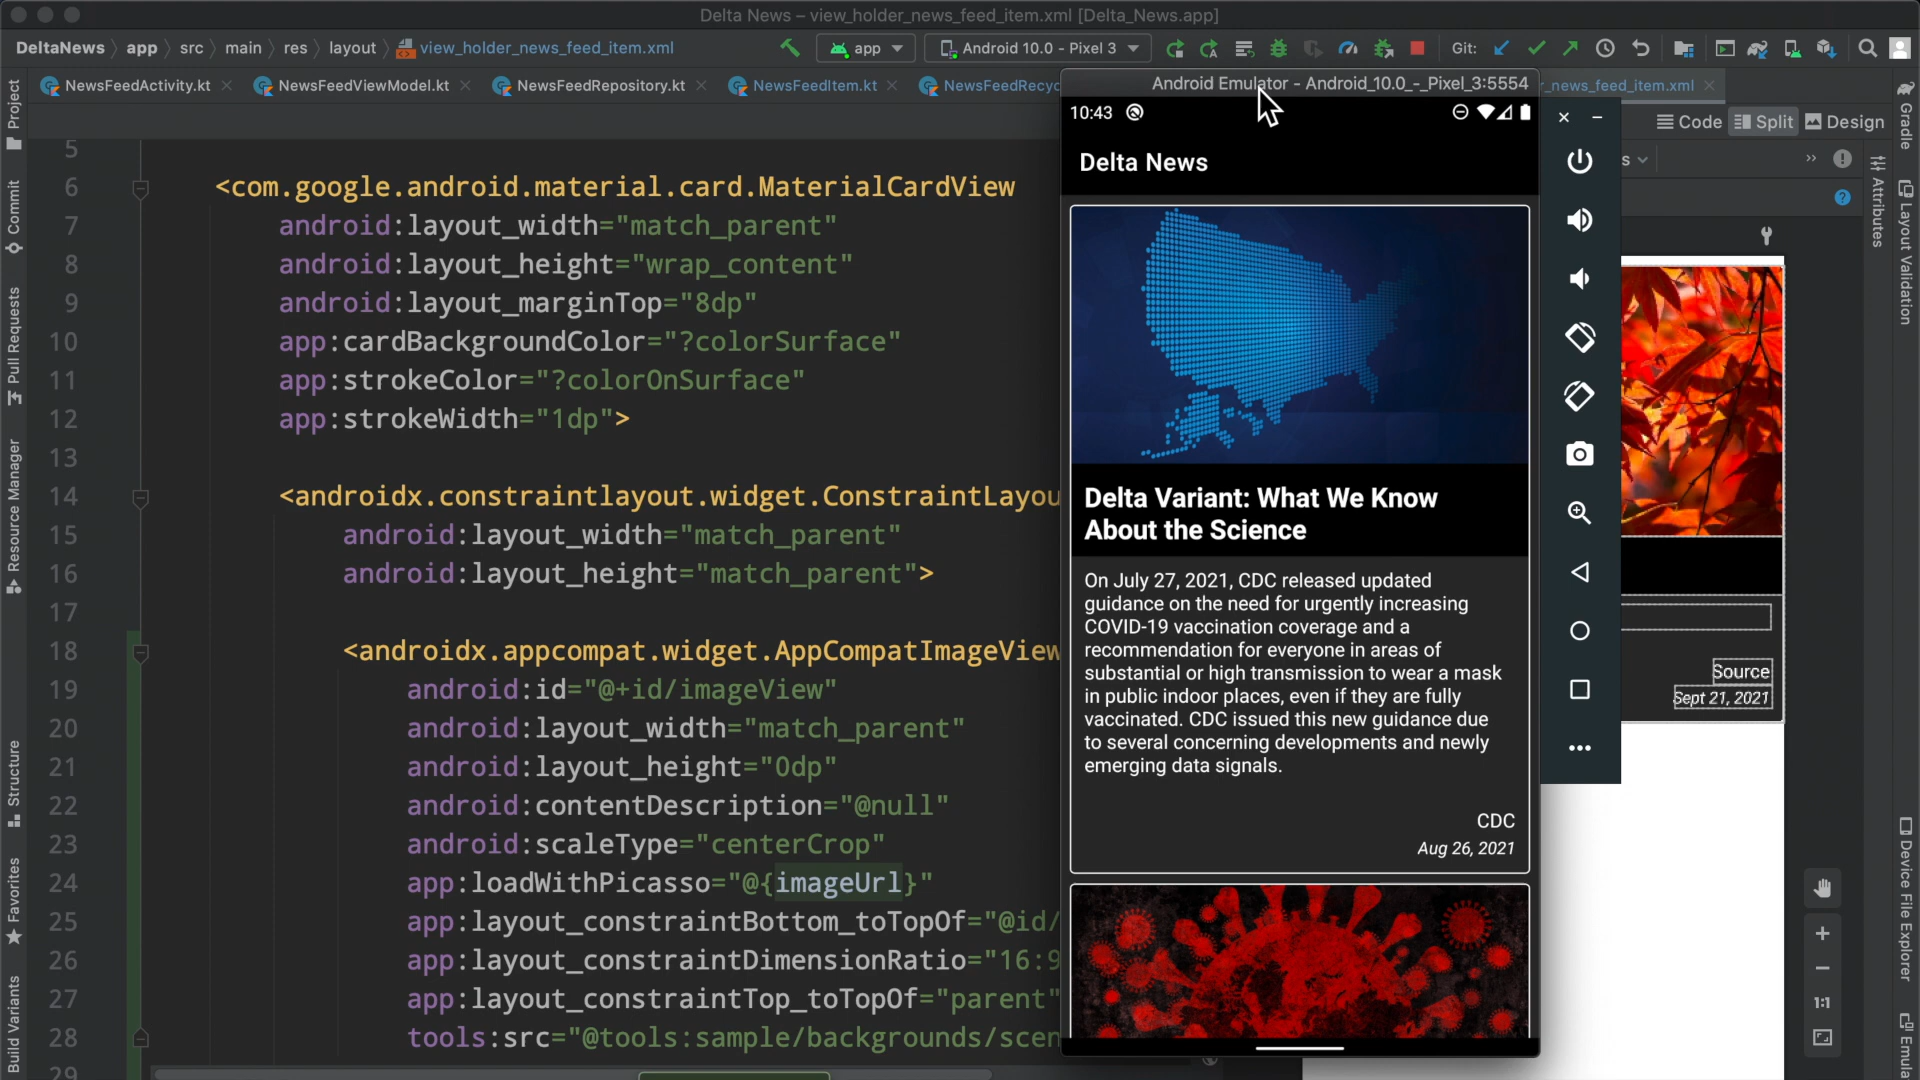 Delta News – view_holder_news_feed_item.xml [Delta_News.app]
DeltaNews app src main res layout view_holder_news_feed_item.xml
app Android 10.0 - Pixel 3 Git:
NewsFeedActivity.kt NewsFeedViewModel.kt NewsFeedRepository.kt NewsFeedItem.kt NewsFeedRecyc _news_feed_item.xml
Code Split Design
Project
Commit
Pull Requests
Resource Manager
Structure
Favorites
Build Variants
5
6 <com.google.android.material.card.MaterialCardView
7 android:layout_width="match_parent"
8 android:layout_height="wrap_content"
9 android:layout_marginTop="8dp"
10 app:cardBackgroundColor="?colorSurface"
11 app:strokeColor="?colorOnSurface"
12 app:strokeWidth="1dp">
13
14 <androidx.constraintlayout.widget.ConstraintLayou
15 android:layout_width="match_parent"
16 android:layout_height="match_parent">
17
18 <androidx.appcompat.widget.AppCompatImageView
19 android:id="@+id/imageView"
20 android:layout_width="match_parent"
21 android:layout_height="0dp"
22 android:contentDescription="@null"
23 android:scaleType="centerCrop"
24 app:loadWithPicasso="@{imageUrl}"
25 app:layout_constraintBottom_toTopOf="@id/
26 app:layout_constraintDimensionRatio="16:9
27 app:layout_constraintTop_toTopOf="parent"
28 tools:src="@tools:sample/backgrounds/scen
29
Android Emulator - Android_10.0_-_Pixel_3:5554
10:43
Delta News
Delta Variant: What We Know
About the Science
On July 27, 2021, CDC released updated
guidance on the need for urgently increasing
COVID-19 vaccination coverage and a
recommendation for everyone in areas of
substantial or high transmission to wear a mask
in public indoor places, even if they are fully
vaccinated. CDC issued this new guidance due
to several concerning developments and newly
emerging data signals.
CDC
Aug 26, 2021
s
Source
Sept 21, 2021
1:1
Gradle
Attributes
Layout Validation
Device File Explorer
Emula